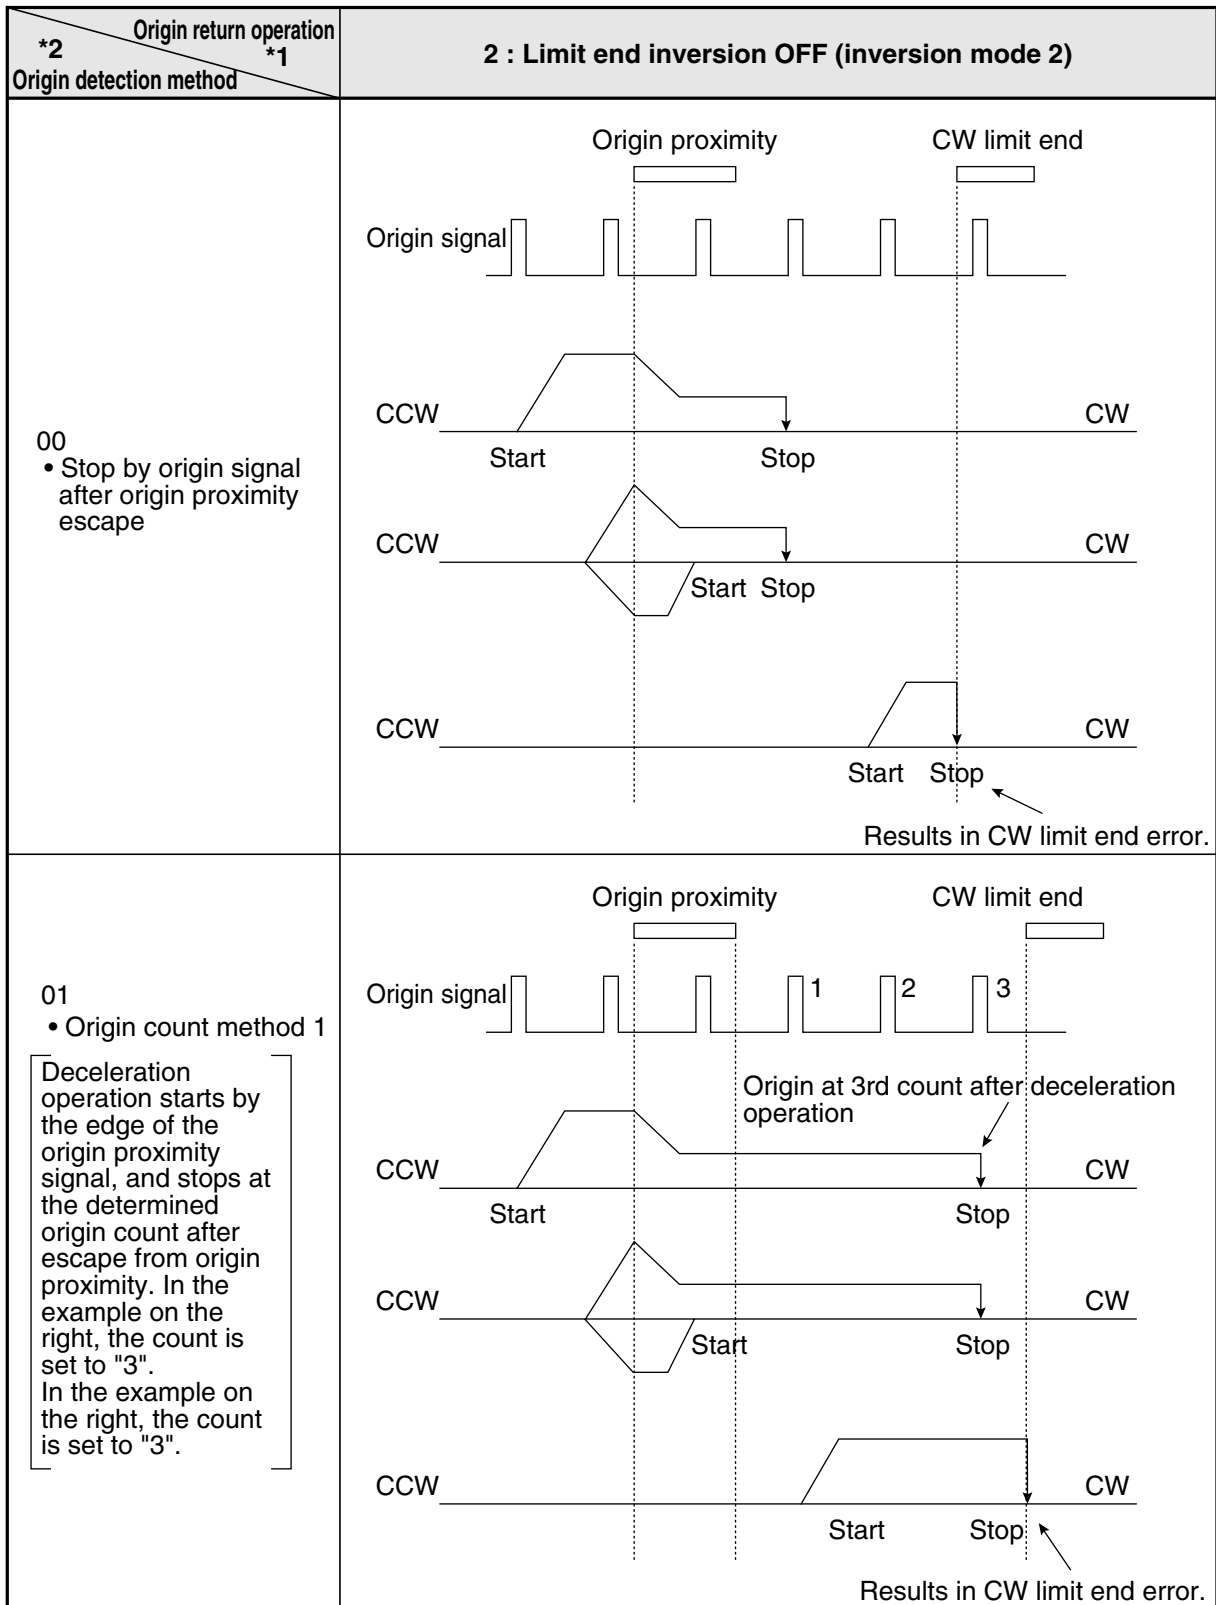 Origin return operation
*2
*1
Origin detection method
2 : Limit end inversion OFF (inversion mode 2)
00
• Stop by origin signal
after origin proximity
escape
Origin proximity
CW limit end
Origin signal
CCW
CW
Start
Stop
CCW
CW
Start
Stop
CCW
CW
Start
Stop
Results in CW limit end error.
01
• Origin count method 1
Deceleration
operation starts by
the edge of the
origin proximity
signal, and stops at
the determined
origin count after
escape from origin
proximity. In the
example on the
right, the count is
set to "3".
In the example on
the right, the count
is set to "3".
Origin proximity
CW limit end
Origin signal
1
2
3
Origin at 3rd count after deceleration
operation
CCW
CW
Start
Stop
CCW
CW
Start
Stop
CCW
CW
Start
Stop
Results in CW limit end error.